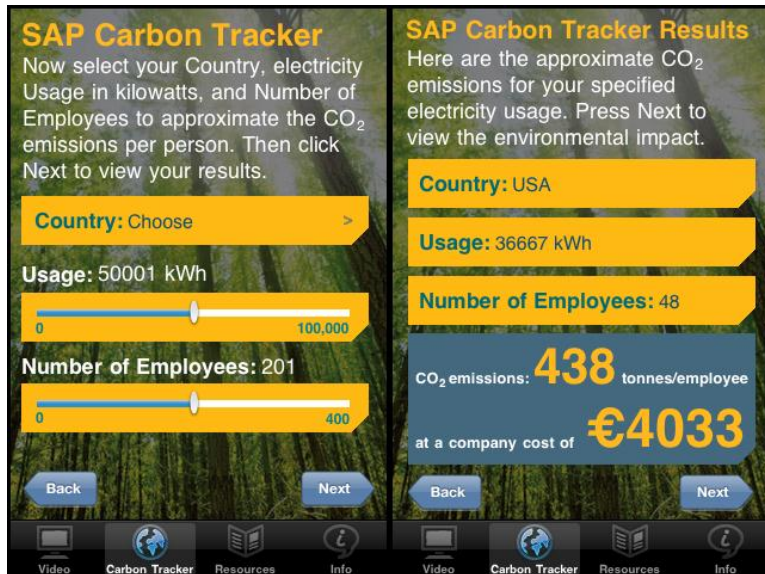 SAP Carbon Tracker
Now select your Country, electricity
Usage in kilowatts, and Number of
Employees to approximate the CO₂
emissions per person. Then click
Next to view your results.
Country: Choose >
Usage: 50001 kWh
0 100,000
Number of Employees: 201
0 400
Back Next
Video Carbon Tracker Resources Info
SAP Carbon Tracker Results
Here are the approximate CO₂
emissions for your specified
electricity usage. Press Next to
view the environmental impact.
Country: USA
Usage: 36667 kWh
Number of Employees: 48
CO₂ emissions: 438 tonnes/employee
at a company cost of €4033
Back Next
Video Carbon Tracker Resources Info